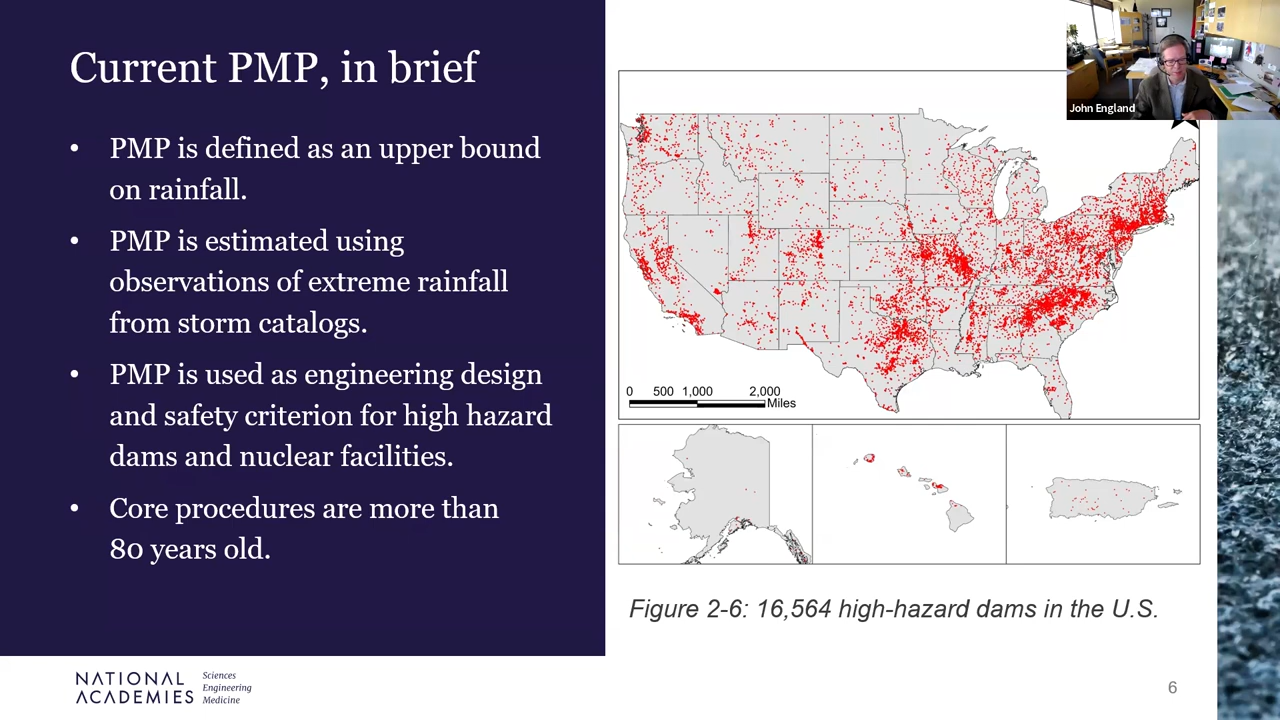 Current PMP, in brief
• PMP is defined as an upper bound
on rainfall.
• PMP is estimated using
observations of extreme rainfall
from storm catalogs.
• PMP is used as engineering design
and safety criterion for high hazard
dams and nuclear facilities.
• Core procedures are more than
80 years old.
John England
0 500 1,000 2,000
Miles
Figure 2-6: 16,564 high-hazard dams in the U.S.
NATIONAL
ACADEMIES
Sciences
Engineering
Medicine
6